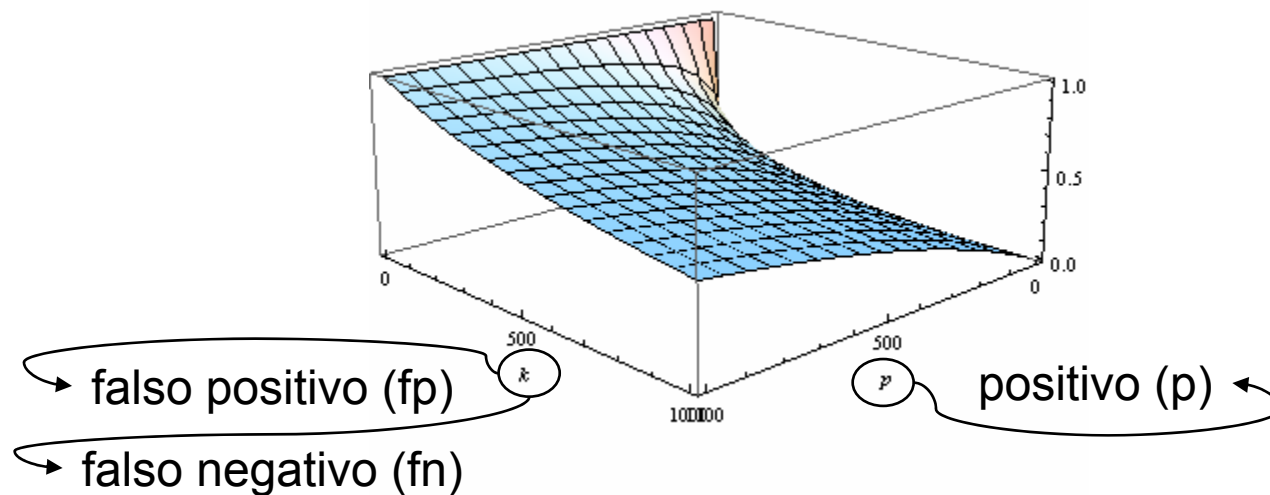 1.0
0.5
0.0
0
0
500
500
k
p
falso positivo (fp)
positivo (p)
falso negativo (fn)